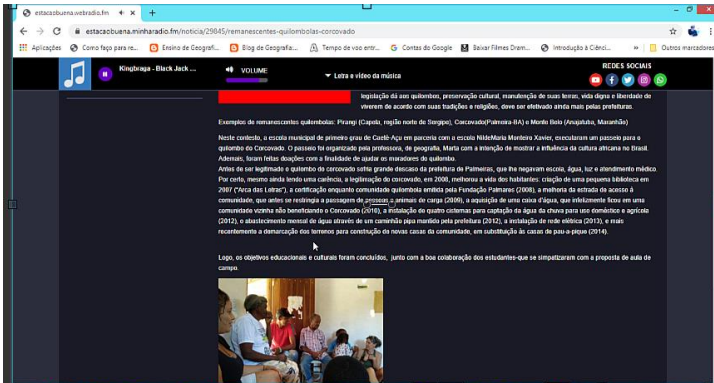 estacaobuena.webradio.fm
estacaobuena.minharadio.fm/noticia/29845/remanescentes-quilombolas-corcovado
Aplicações Como faço para re... Ensino de Geografi... Blog de Geografia:... Tempo de voo entr... Contas do Google Baixar Filmes Dram... Introdução à Ciênci... » Outros marcadores
Kingbraga - Black Jack ...
VOLUME
Letra e vídeo da música
REDES SOCIAIS
legislação dá aos quilombos, preservação cultural, manutenção de suas terras, vida digna e liberdade de
viverem de acordo com suas tradições e religiões, deve ser efetivado ainda mais pelas prefeituras.
Exemplos de remanescentes quilombolas: Pirangi (Capola, região norte de Sergipe), Corcovado(Palmeira-BA) e Monte Belo (Anajatuba, Maranhão)
Neste contexto, a escola municipal de primeiro grau de Caeté-Açu em parceria com a escola NildeMaria Monteiro Xavier, executaram um passeio para o
quilombo do Corcovado. O passeio foi organizado pela professora, de geografia, Marta com a intenção de mostrar a influência da cultura africana no Brasil.
Ademais, foram feitas doações com a finalidade de ajudar os moradores do quilombo.
Antes de ser legitimado o quilombo do corcovado sofria grande descaso da prefeitura de Palmeiras, que lhe negavam escola, água, luz e atendimento médico.
Por certo, mesmo ainda tendo uma carência, a legitimação do corcovado, em 2008, melhorou a vida dos habitantes: criação de uma pequena biblioteca em
2007 ("Arca das Letras"), a certificação enquanto comunidade quilombola emitida pela Fundação Palmares (2008), a melhoria da estrada de acesso à
comunidade, que antes se restringia a passagem de pessoas e animais de carga (2009), a aquisição de uma caixa d'água, que infelizmente ficou em uma
comunidade vizinha não beneficiando o Corcovado (2010), a instalação de quatro cisternas para captação da água da chuva para uso doméstico e agrícola
(2012), o abastecimento mensal de água através de um caminhão pipa mantido pela prefeitura (2012), a instalação de rede elétrica (2013), e mais
recentemente a demarcação dos terrenos para construção de novas casas da comunidade, em substituição às casas de pau-a-pique (2014).
Logo, os objetivos educacionais e culturais foram concluídos, junto com a boa colaboração dos estudantes-que se simpatizaram com a proposta de aula de
campo.